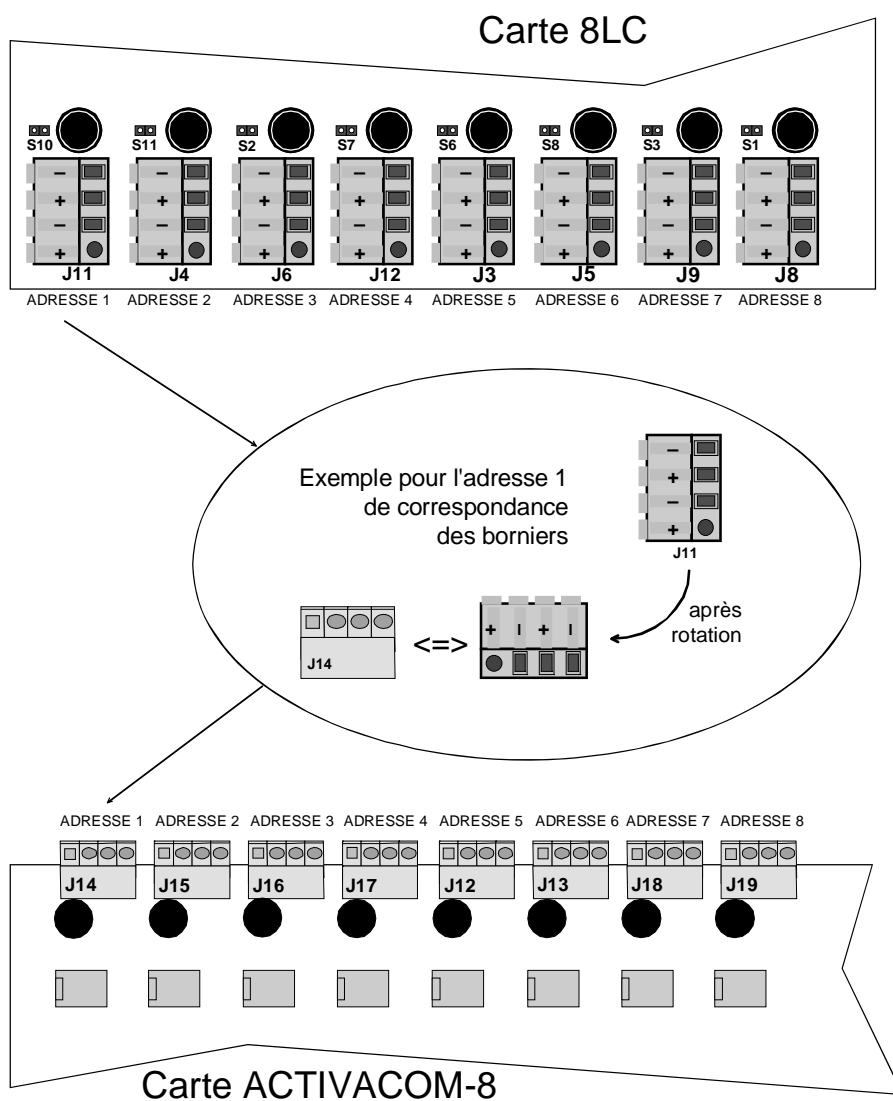 Carte 8LC
S10 S11 S2 S7 S6 S8 S3 S1
− − − − − − − −
+ + + + + + + +
− − − − − − − −
+ + + + + + + +
J11 J4 J6 J12 J3 J5 J9 J8
ADRESSE 1 ADRESSE 2 ADRESSE 3 ADRESSE 4 ADRESSE 5 ADRESSE 6 ADRESSE 7 ADRESSE 8
Exemple pour l'adresse 1
de correspondance
des borniers
−
+
−
+
J11
après
rotation
J14 <=> + − + −
ADRESSE 1 ADRESSE 2 ADRESSE 3 ADRESSE 4 ADRESSE 5 ADRESSE 6 ADRESSE 7 ADRESSE 8
J14 J15 J16 J17 J12 J13 J18 J19
Carte ACTIVACOM-8